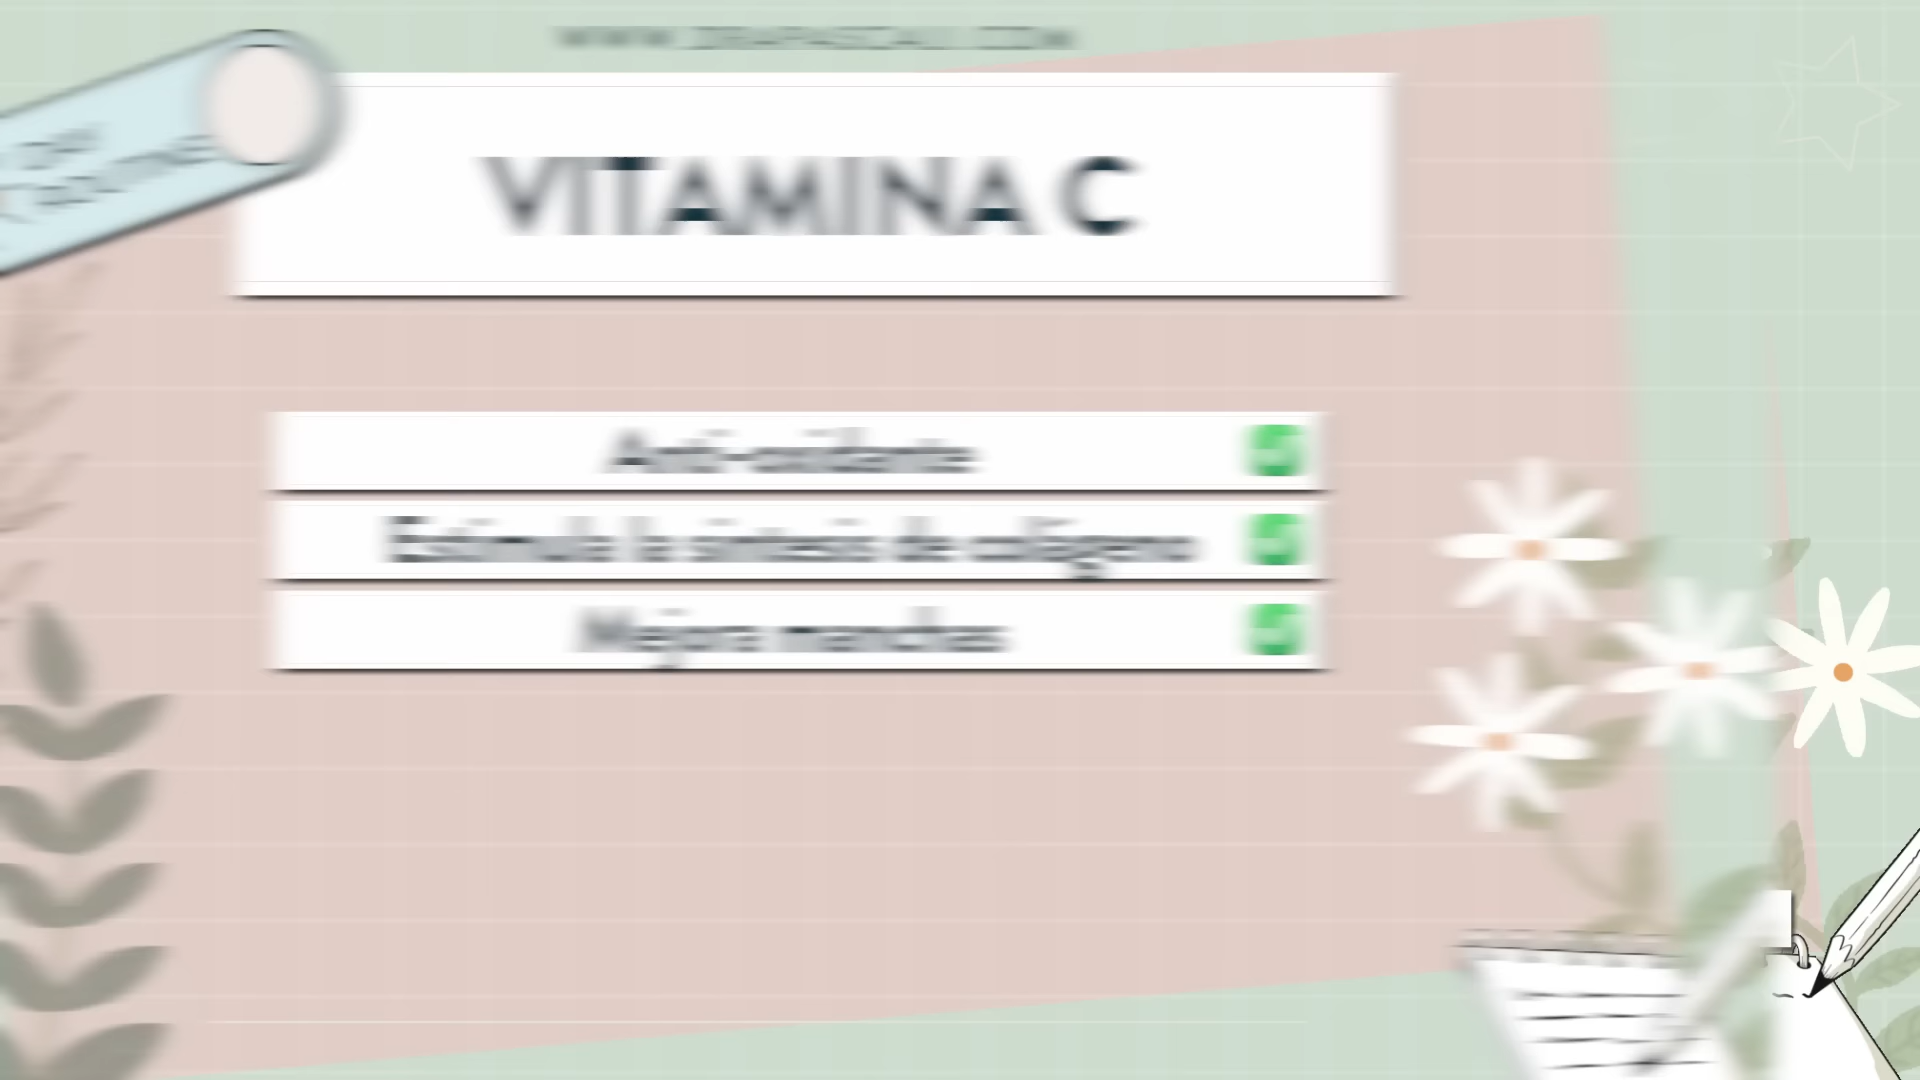 VITAMINA C
Anti-oxidante
Estimula la síntesis de colágeno
Mejora manchas